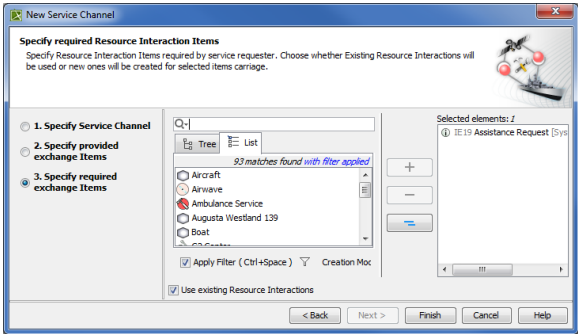 New Service Channel
Specify required Resource Interaction Items
Specify Resource Interaction Items required by service requester. Choose whether Existing Resource Interactions will
be used or new ones will be created for selected items carriage.
1. Specify Service Channel
2. Specify provided
exchange Items
3. Specify required
exchange Items
Tree
List
93 matches found with filter applied
Aircraft
Airwave
Ambulance Service
Augusta Westland 139
Boat
Apply Filter ( Ctrl+Space )
Creation Moc
Use existing Resource Interactions
Selected elements: 1
IE19 Assistance Request [Sys
< Back
Next >
Finish
Cancel
Help